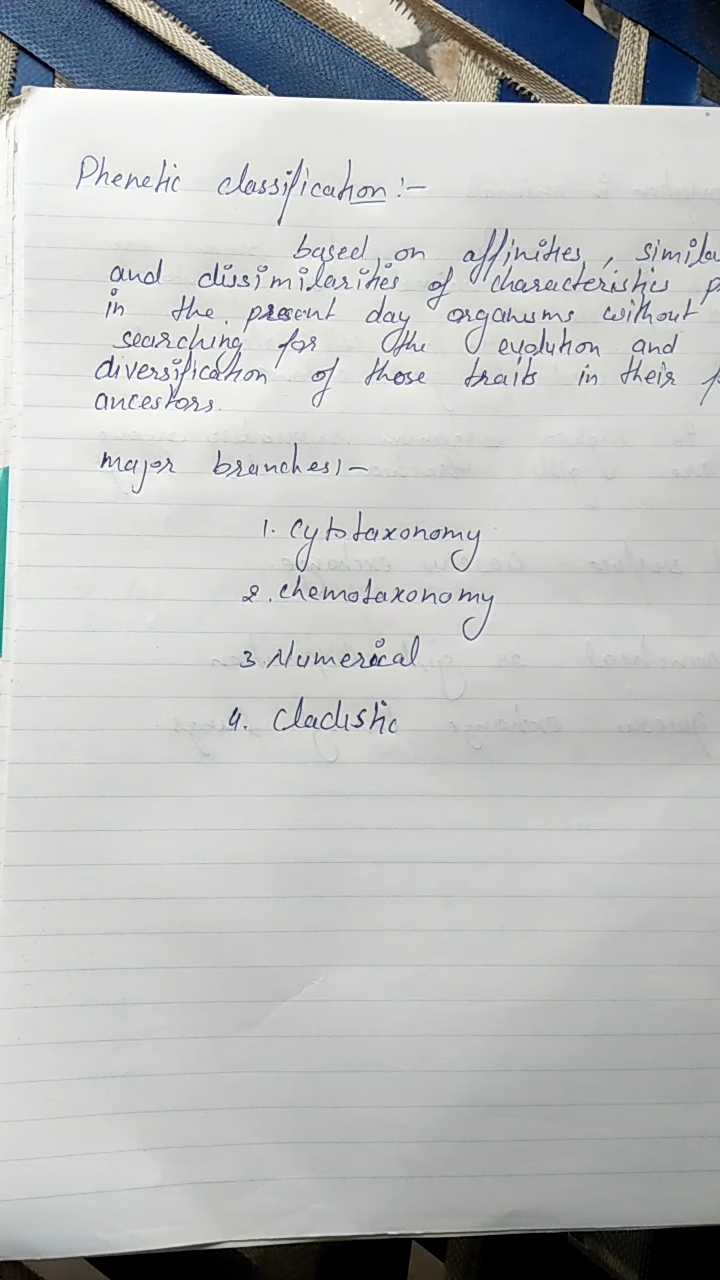 Phenetic classification :-
based on affinities, simila
and dissimilarities of characteristics p
in the present day organisms without
searching for the evolution and
diversification of those traits in their f
ancestors.
major branches :-
1. Cytotaxonomy
2. Chemotaxonomy
3. Numerical
4. Cladistic